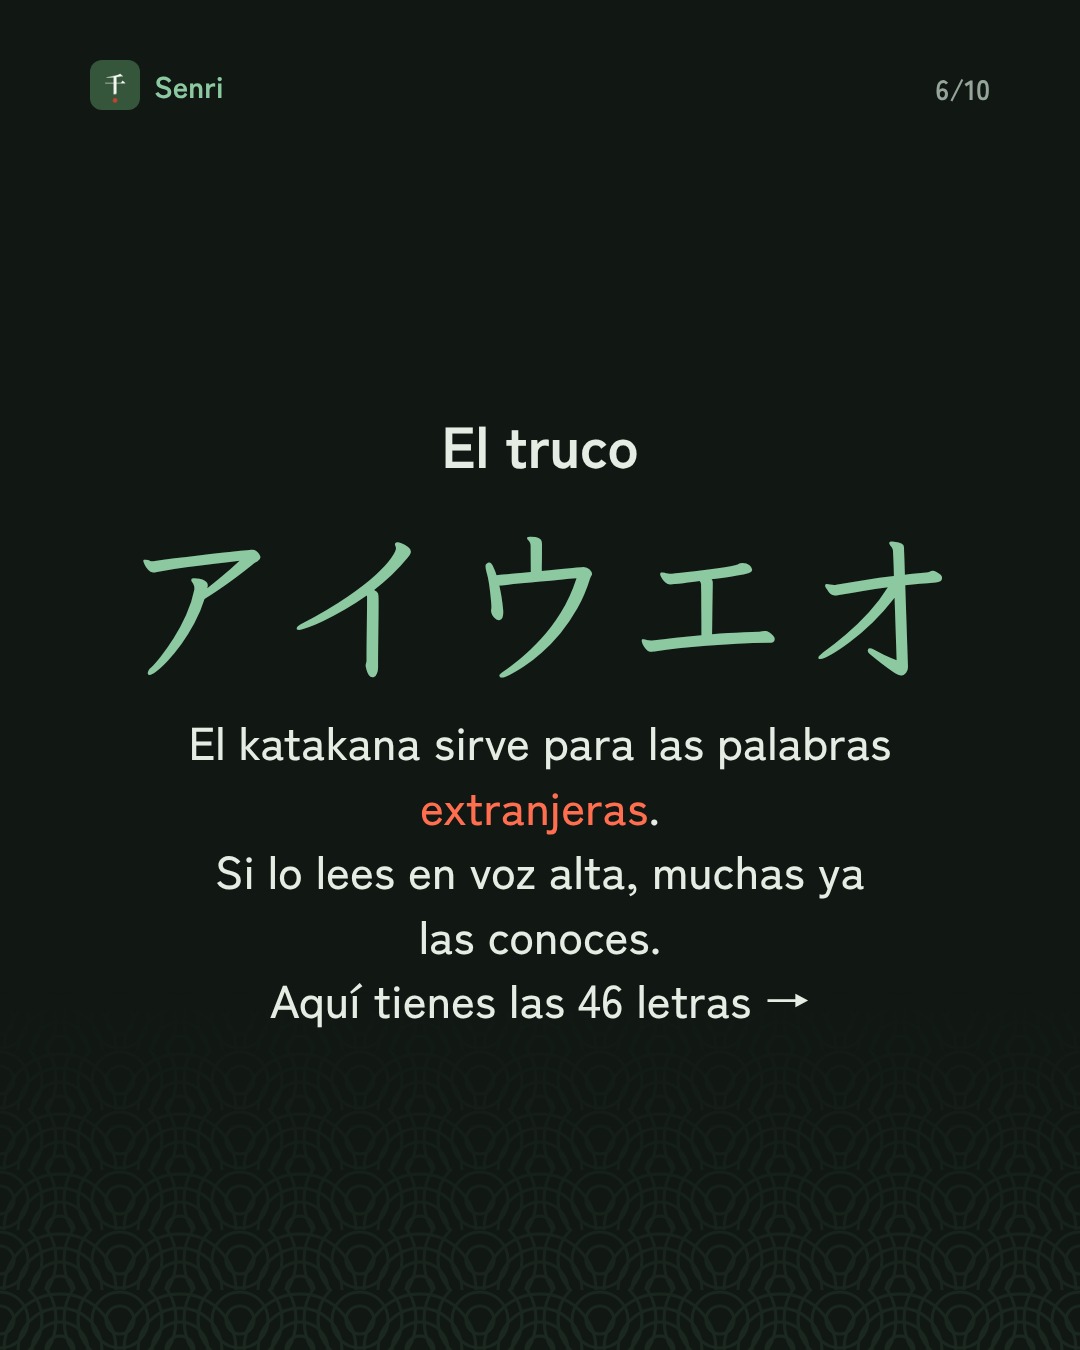 千
Senri
6/10
El truco
アイウエオ
El katakana sirve para las palabras
extranjeras.
Si lo lees en voz alta, muchas ya
las conoces.
Aquí tienes las 46 letras →